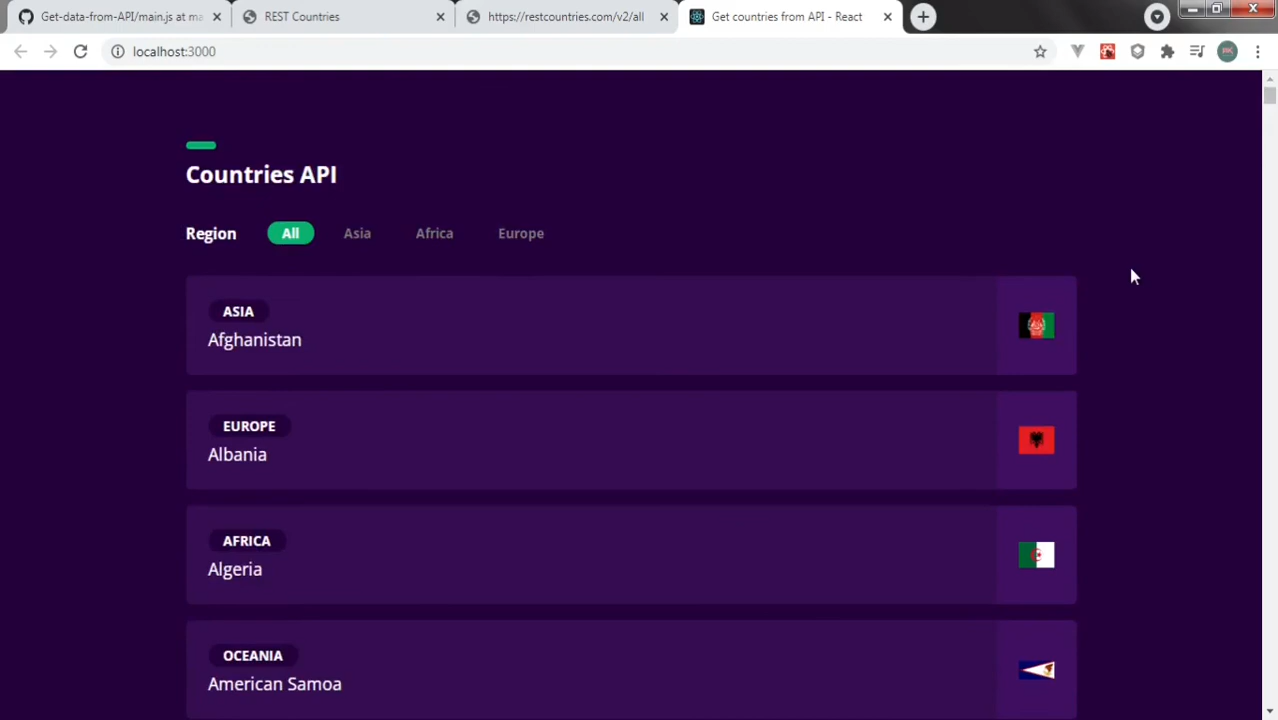 Get-data-from-API/main.js at ma
REST Countries
https://restcountries.com/v2/all
Get countries from API - React
localhost:3000
Countries API
Region All Asia Africa Europe
ASIA
Afghanistan
EUROPE
Albania
AFRICA
Algeria
OCEANIA
American Samoa